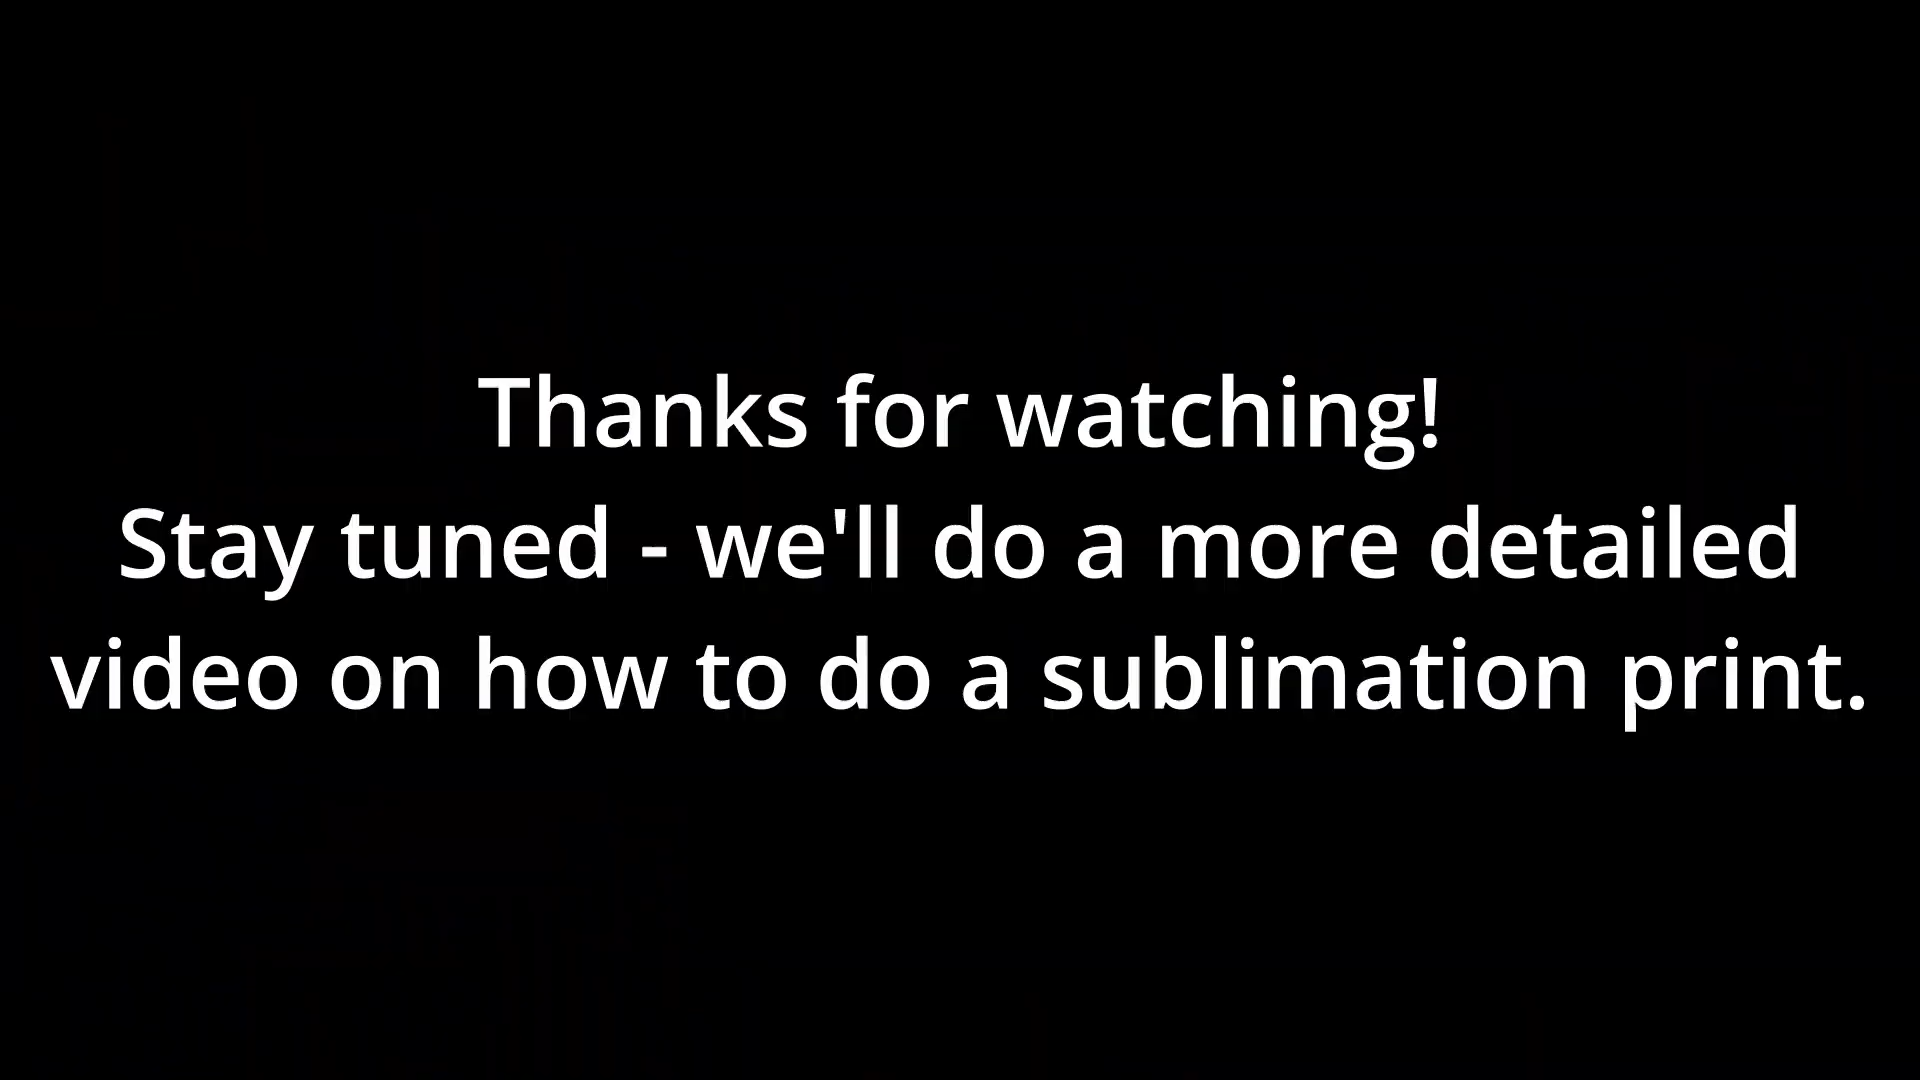 Thanks for watching!
Stay tuned - we'll do a more detailed
video on how to do a sublimation print.